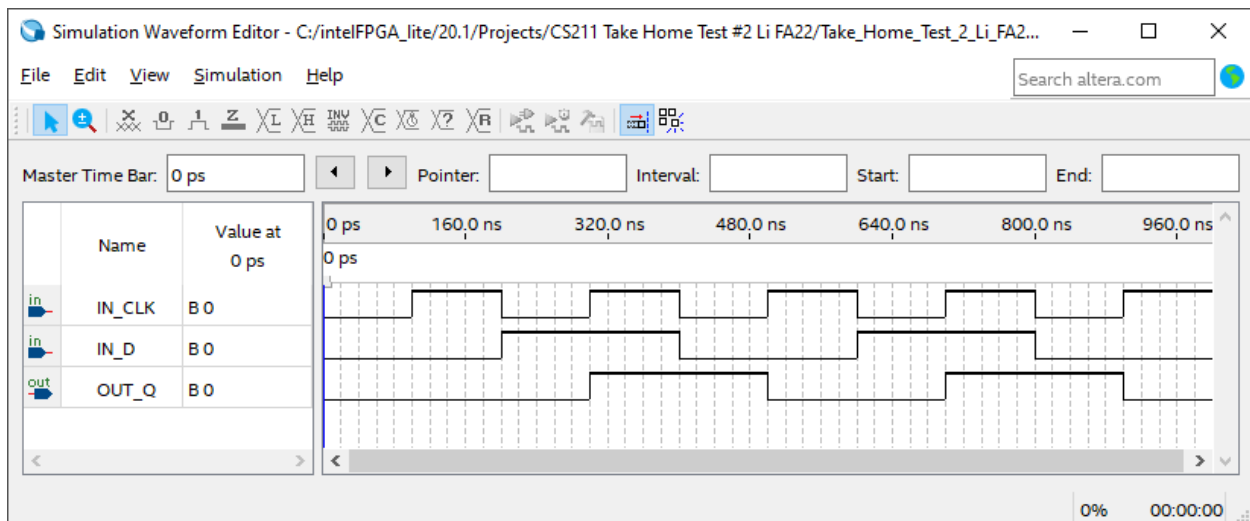 Simulation Waveform Editor - C:/intelFPGA_lite/20.1/Projects/CS211 Take Home Test #2 Li FA22/Take_Home_Test_2_Li_FA2...
File Edit View Simulation Help
Search altera.com
Master Time Bar: 0 ps Pointer: Interval: Start: End:
Name Value at 0 ps
0 ps 160.0 ns 320.0 ns 480.0 ns 640.0 ns 800.0 ns 960.0 ns
0 ps
in IN_CLK B 0
in IN_D B 0
out OUT_Q B 0
0% 00:00:00